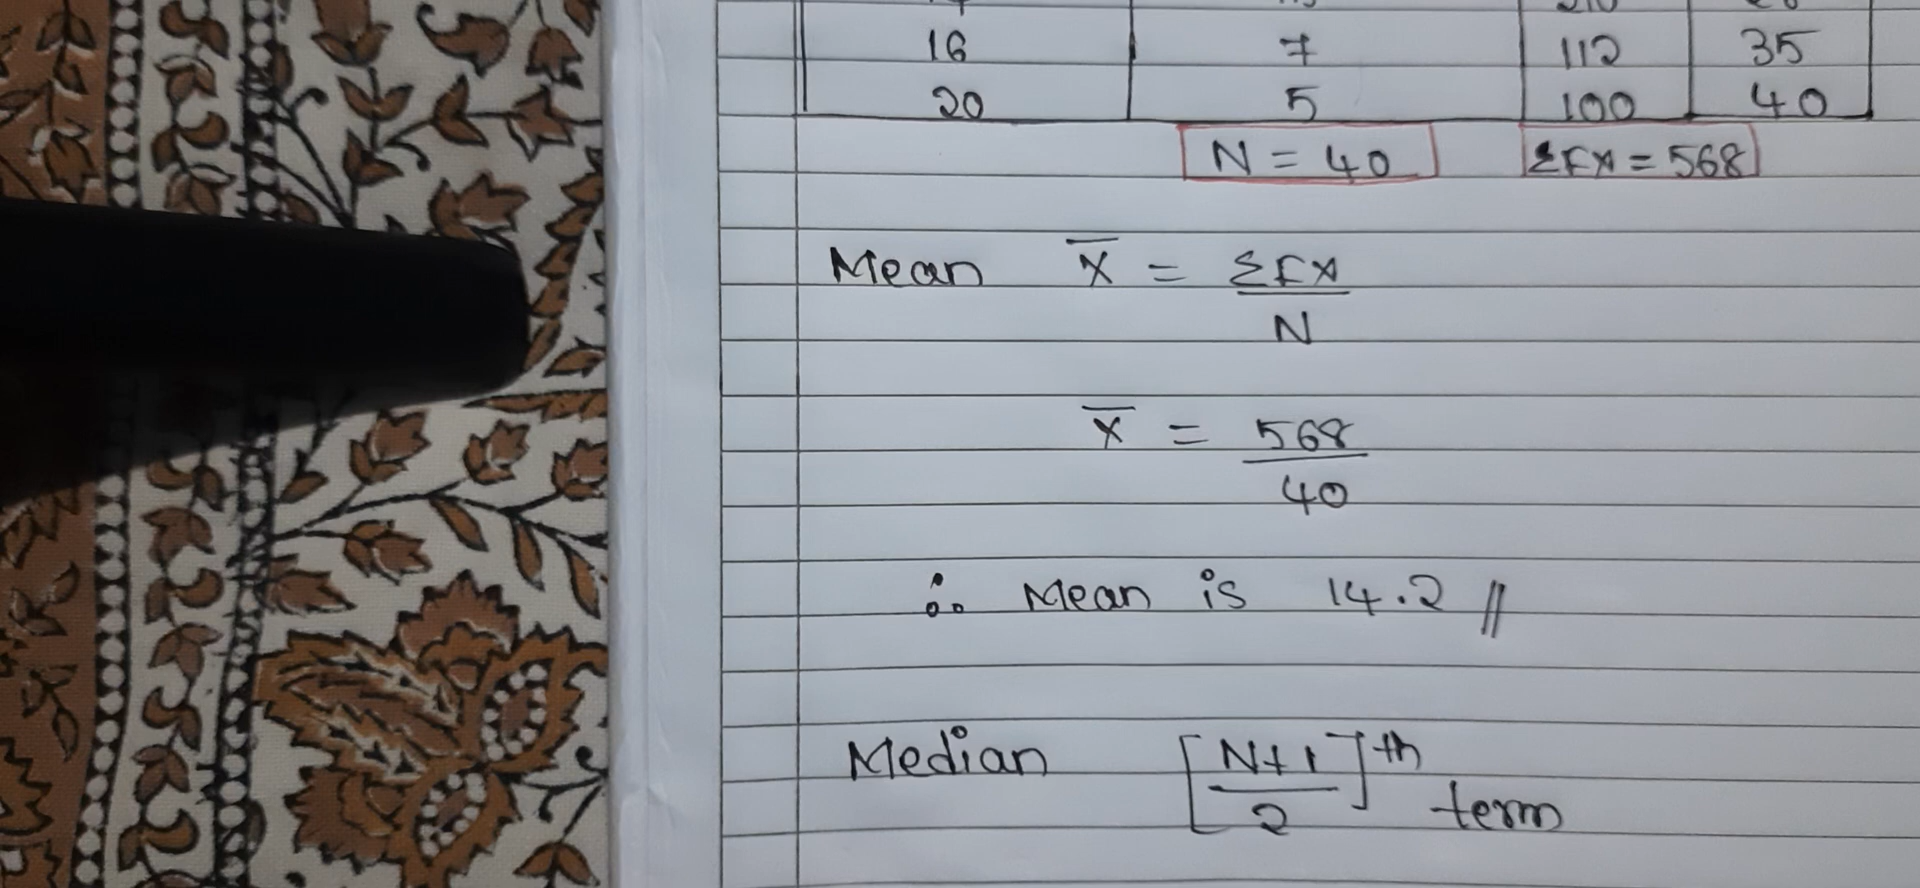 16 7 112 35
20 5 100 40
N = 40 ΣFX = 568
Mean X̅ = ΣFX / N
X̅ = 568 / 40
∴ Mean is 14.2 //
Median [N+1 / 2]th term